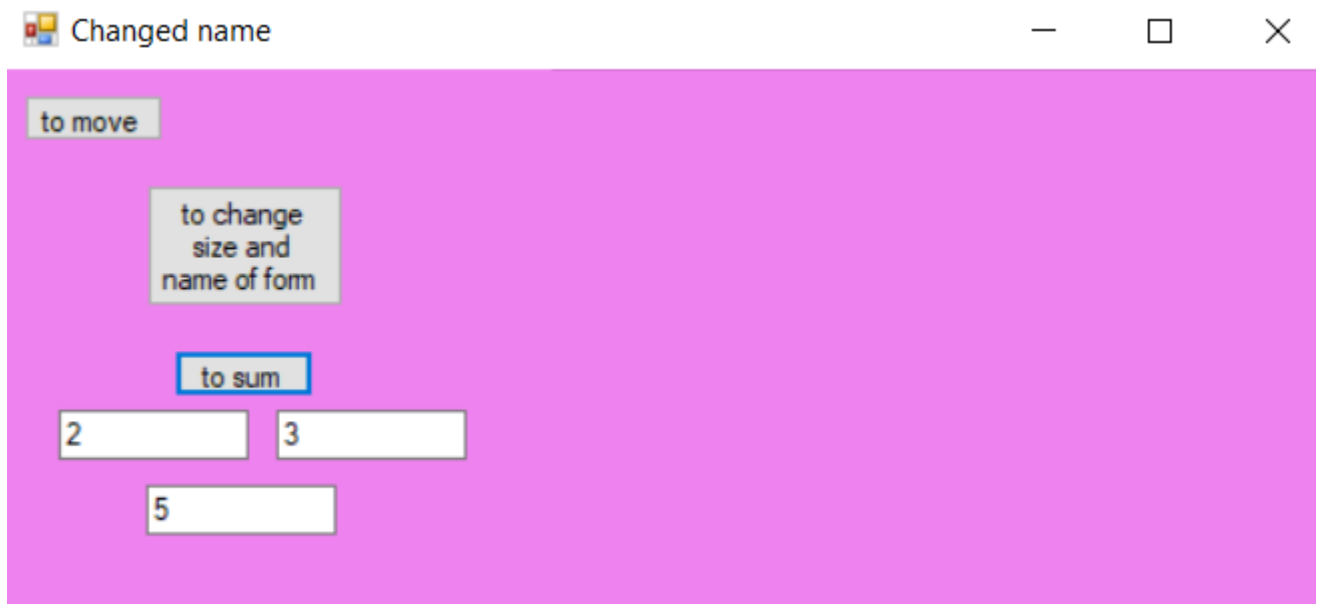 Changed name
to move
to change
size and
name of form
to sum
2 3
5